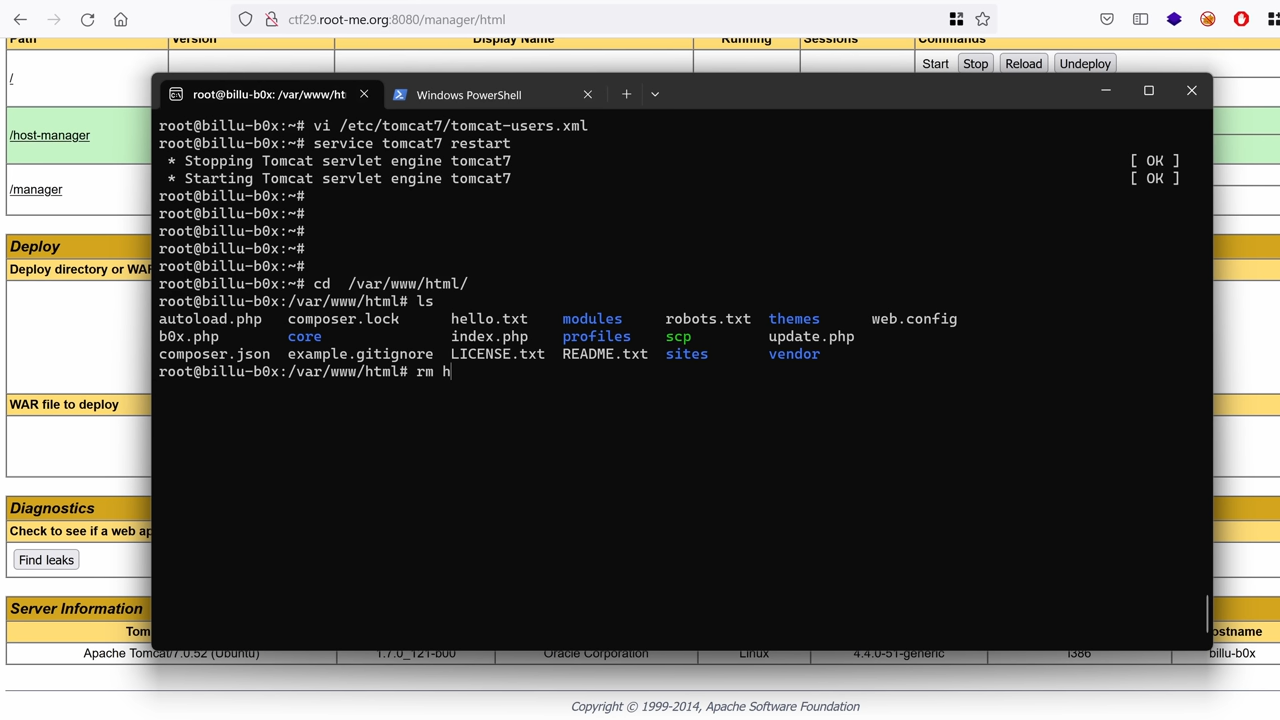 ctf29.root-me.org:8080/manager/html
Path Version Display Name Running Sessions Commands
/ Start Stop Reload Undeploy
root@billu-b0x: /var/www/ht Windows PowerShell
/host-manager
/manager
root@billu-b0x:~# vi /etc/tomcat7/tomcat-users.xml
root@billu-b0x:~# service tomcat7 restart
* Stopping Tomcat servlet engine tomcat7 [ OK ]
* Starting Tomcat servlet engine tomcat7 [ OK ]
root@billu-b0x:~#
root@billu-b0x:~#
root@billu-b0x:~#
root@billu-b0x:~#
root@billu-b0x:~#
root@billu-b0x:~# cd  /var/www/html/
root@billu-b0x:/var/www/html# ls
autoload.php composer.lock hello.txt modules robots.txt themes web.config
b0x.php core index.php profiles scp update.php
composer.json example.gitignore LICENSE.txt README.txt sites vendor
root@billu-b0x:/var/www/html# rm h
Deploy
Deploy directory or WAR
WAR file to deploy
Diagnostics
Check to see if a web ap
Find leaks
Server Information
Tom ostname
Apache Tomcat/7.0.52 (Ubuntu) 1.7.0_121-b00 Oracle Corporation Linux 4.4.0-51-generic i386 billu-b0x
Copyright © 1999-2014, Apache Software Foundation